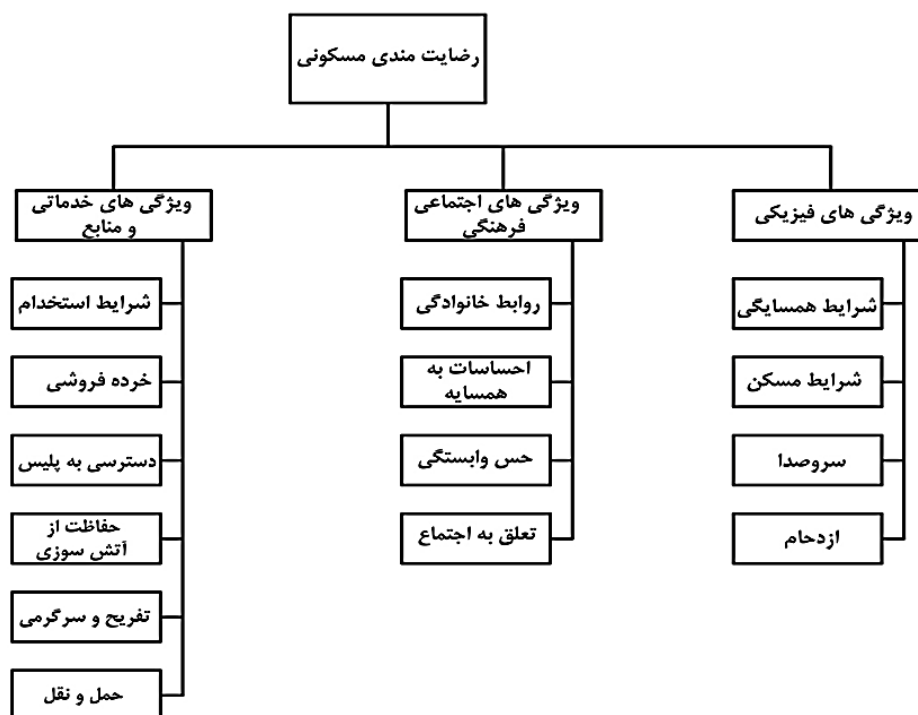 رضایت مندی مسکونی
ویژگی های فیزیکی
شرایط همسایگی
شرایط مسکن
سروصدا
ازدحام
ویژگی های اجتماعی
فرهنگی
روابط خانوادگی
احساسات به
همسایه
حس وابستگی
تعلق به اجتماع
ویژگی های خدماتی
و منابع
شرایط استخدام
خرده فروشی
دسترسی به پلیس
حفاظت از
آتش سوزی
تفریح و سرگرمی
حمل و نقل